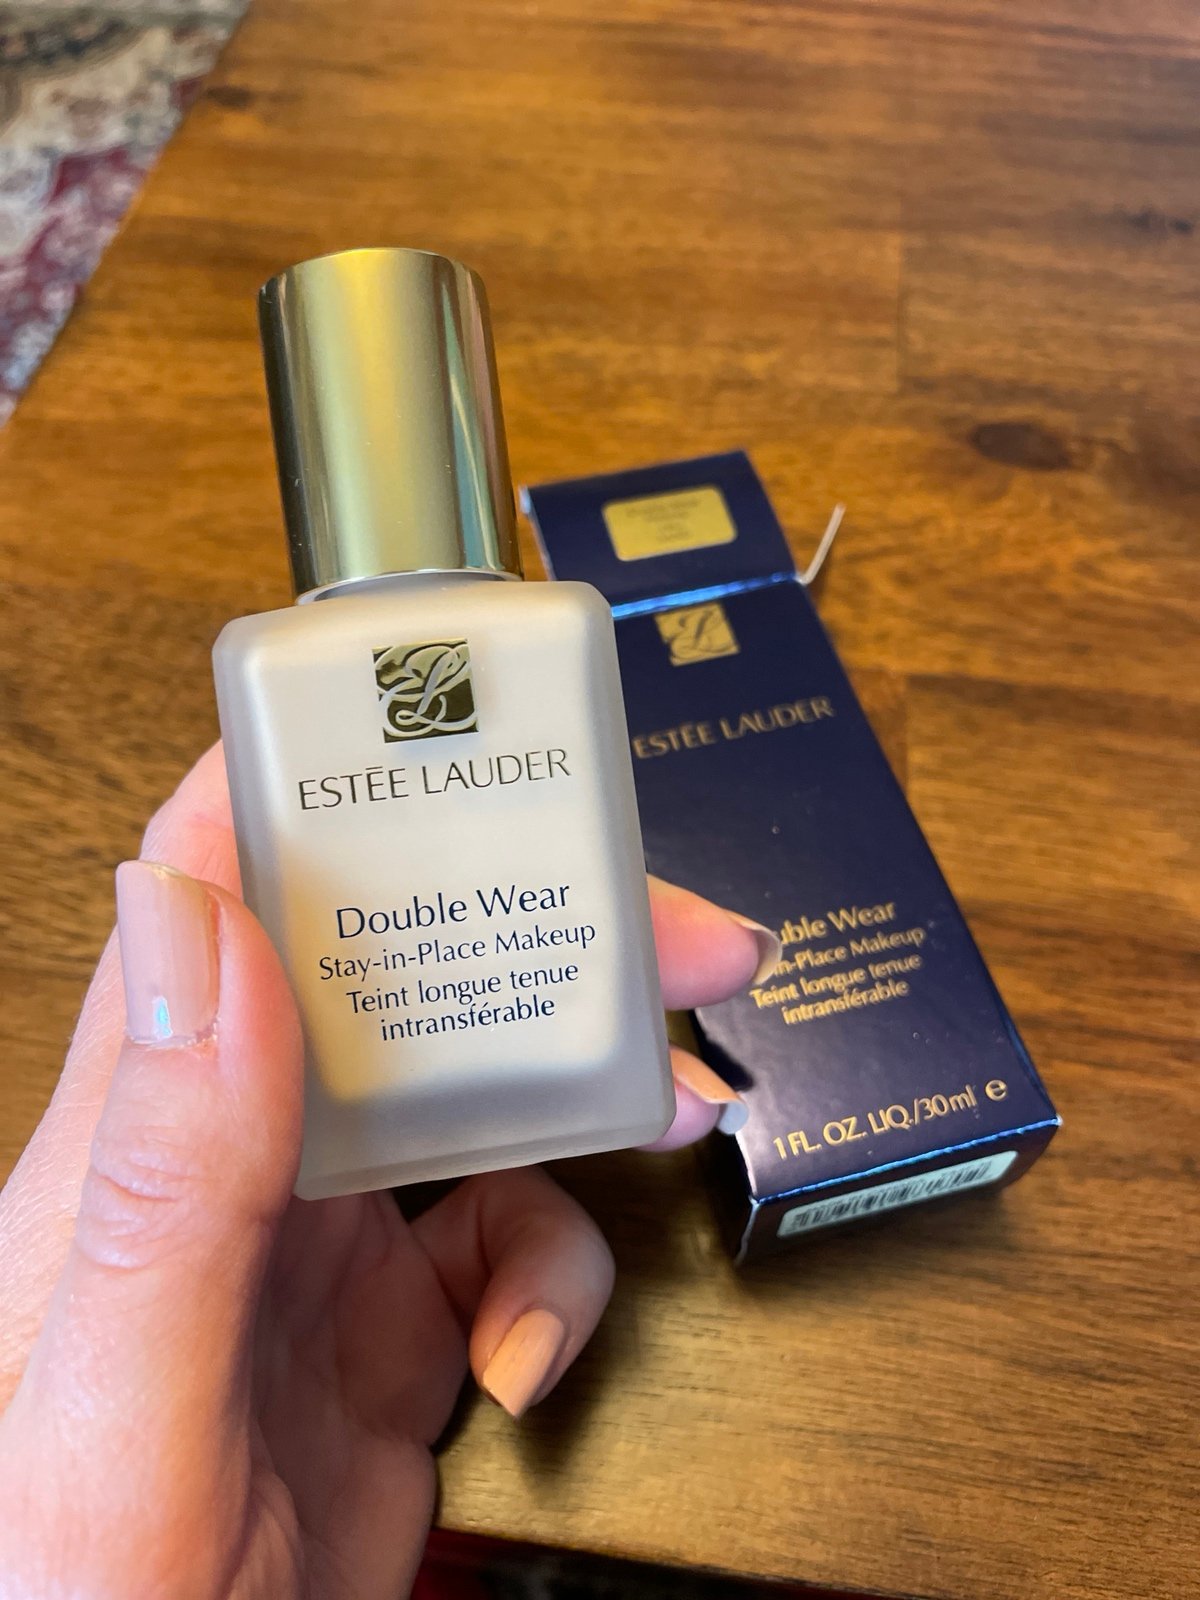 ESTĒE LAUDER
Double Wear
Stay-in-Place Makeup
Teint longue tenue
intransférable
ESTĒE LAUDER
uble Wear
in-Place Makeup
Teint longue tenue
intransférable
1 FL. OZ. LIQ./30ml e